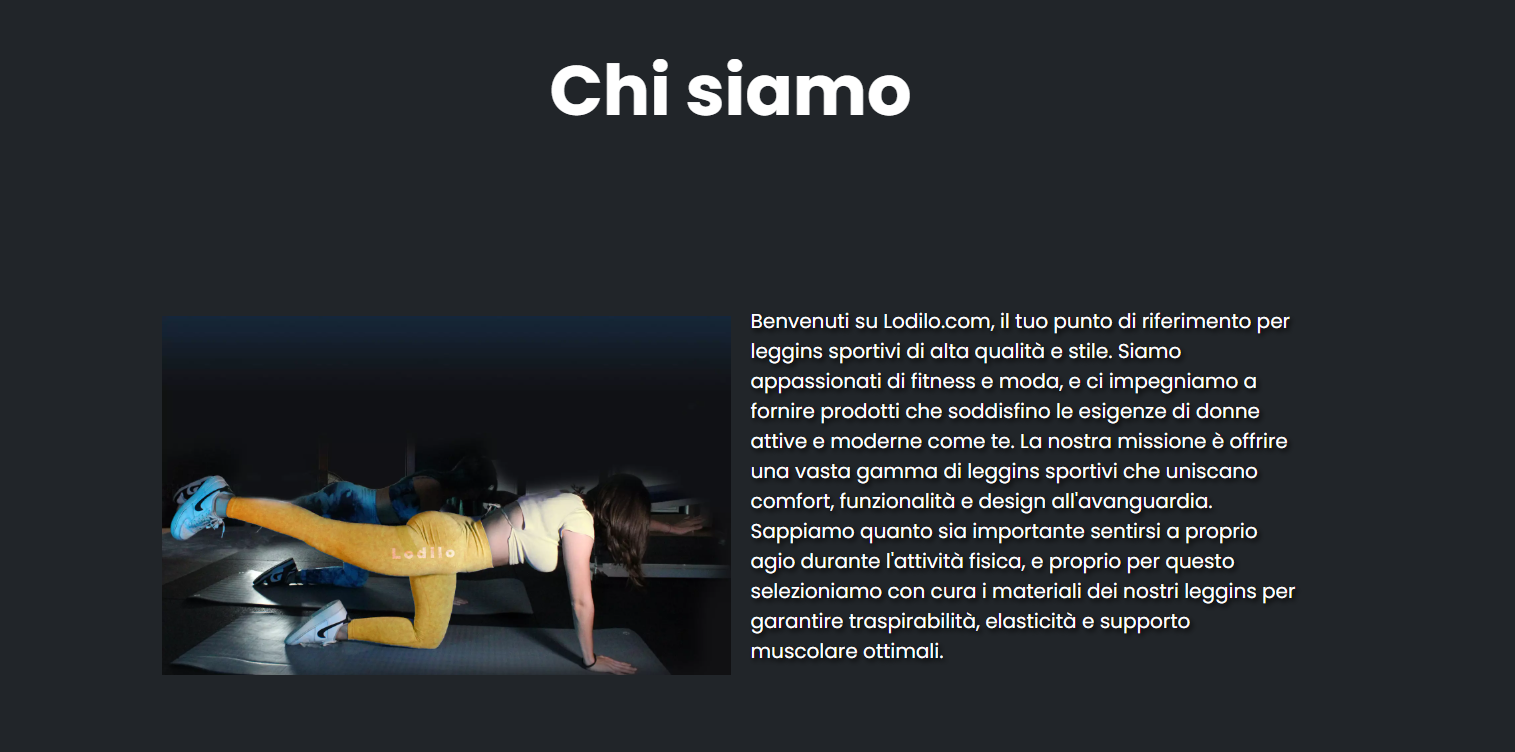 Chi siamo
Benvenuti su Lodilo.com, il tuo punto di riferimento per
leggins sportivi di alta qualità e stile. Siamo
appassionati di fitness e moda, e ci impegniamo a
fornire prodotti che soddisfino le esigenze di donne
attive e moderne come te. La nostra missione è offrire
una vasta gamma di leggins sportivi che uniscano
comfort, funzionalità e design all'avanguardia.
Sappiamo quanto sia importante sentirsi a proprio
agio durante l'attività fisica, e proprio per questo
selezioniamo con cura i materiali dei nostri leggins per
garantire traspirabilità, elasticità e supporto
muscolare ottimali.
Lodilo